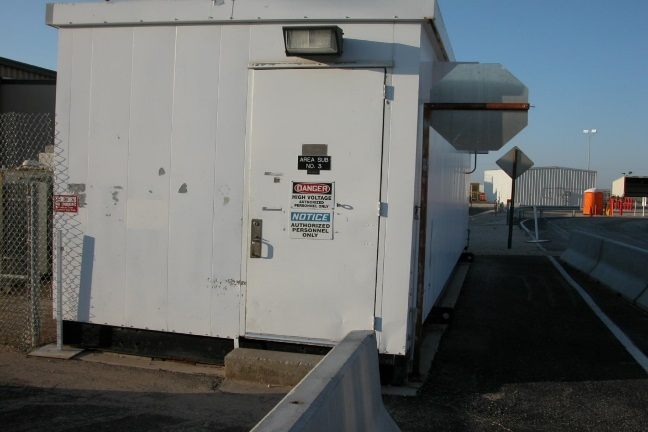 AREA SUB
NO. 3
DANGER
HIGH VOLTAGE
AUTHORIZED
PERSONNEL ONLY
NOTICE
AUTHORIZED
PERSONNEL
ONLY